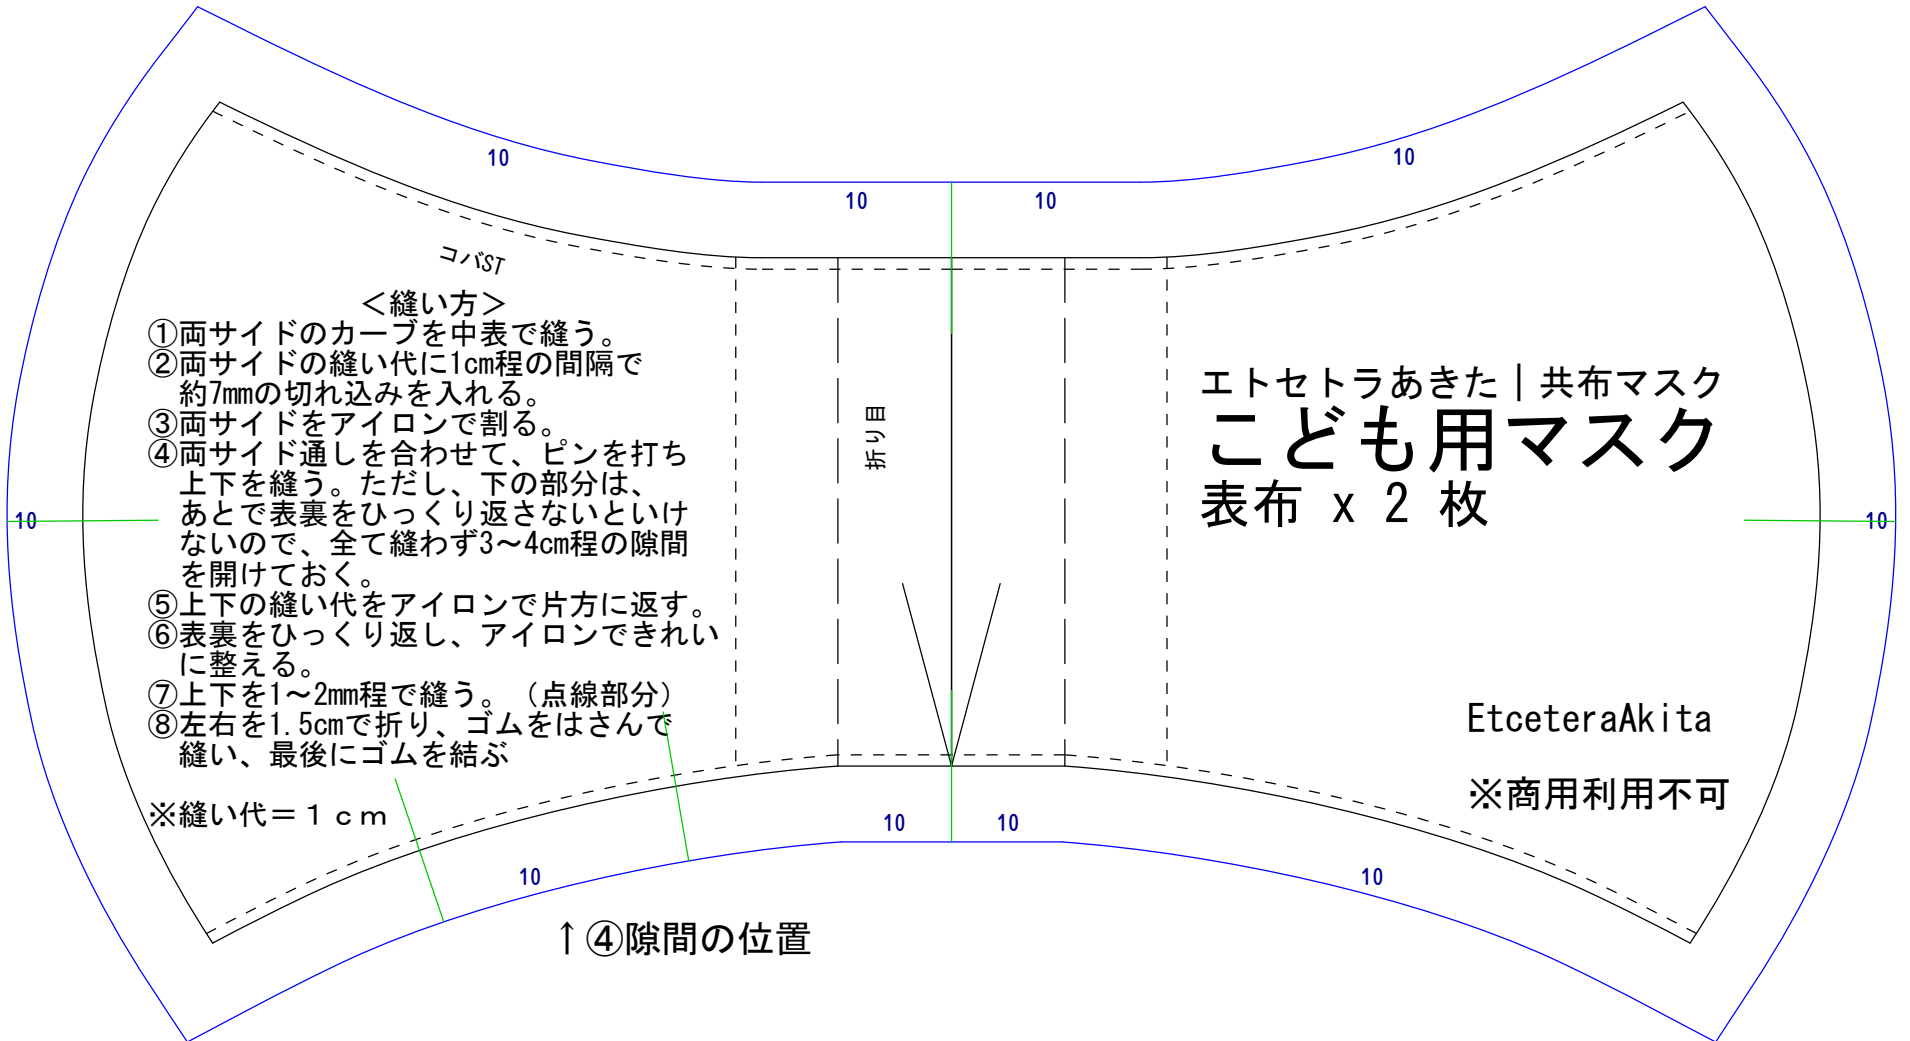 10
10
10
10
コバST
＜縫い方＞
①両サイドのカーブを中表で縫う。
②両サイドの縫い代に1cm程の間隔で
約7mmの切れ込みを入れる。
③両サイドをアイロンで割る。
④両サイド通しを合わせて、ピンを打ち
上下を縫う。ただし、下の部分は、
あとで表裏をひっくり返さないといけ
ないので、全て縫わず3～4cm程の隙間
を開けておく。
⑤上下の縫い代をアイロンで片方に返す。
⑥表裏をひっくり返し、アイロンできれい
に整える。
⑦上下を1～2mm程で縫う。（点線部分）
⑧左右を1.5cmで折り、ゴムをはさんで
縫い、最後にゴムを結ぶ
※縫い代＝１ｃｍ
折り目
エトセトラあきた｜共布マスク
こども用マスク
表布 x 2 枚
10
10
EtceteraAkita
※商用利用不可
10
10
10
10
↑④隙間の位置